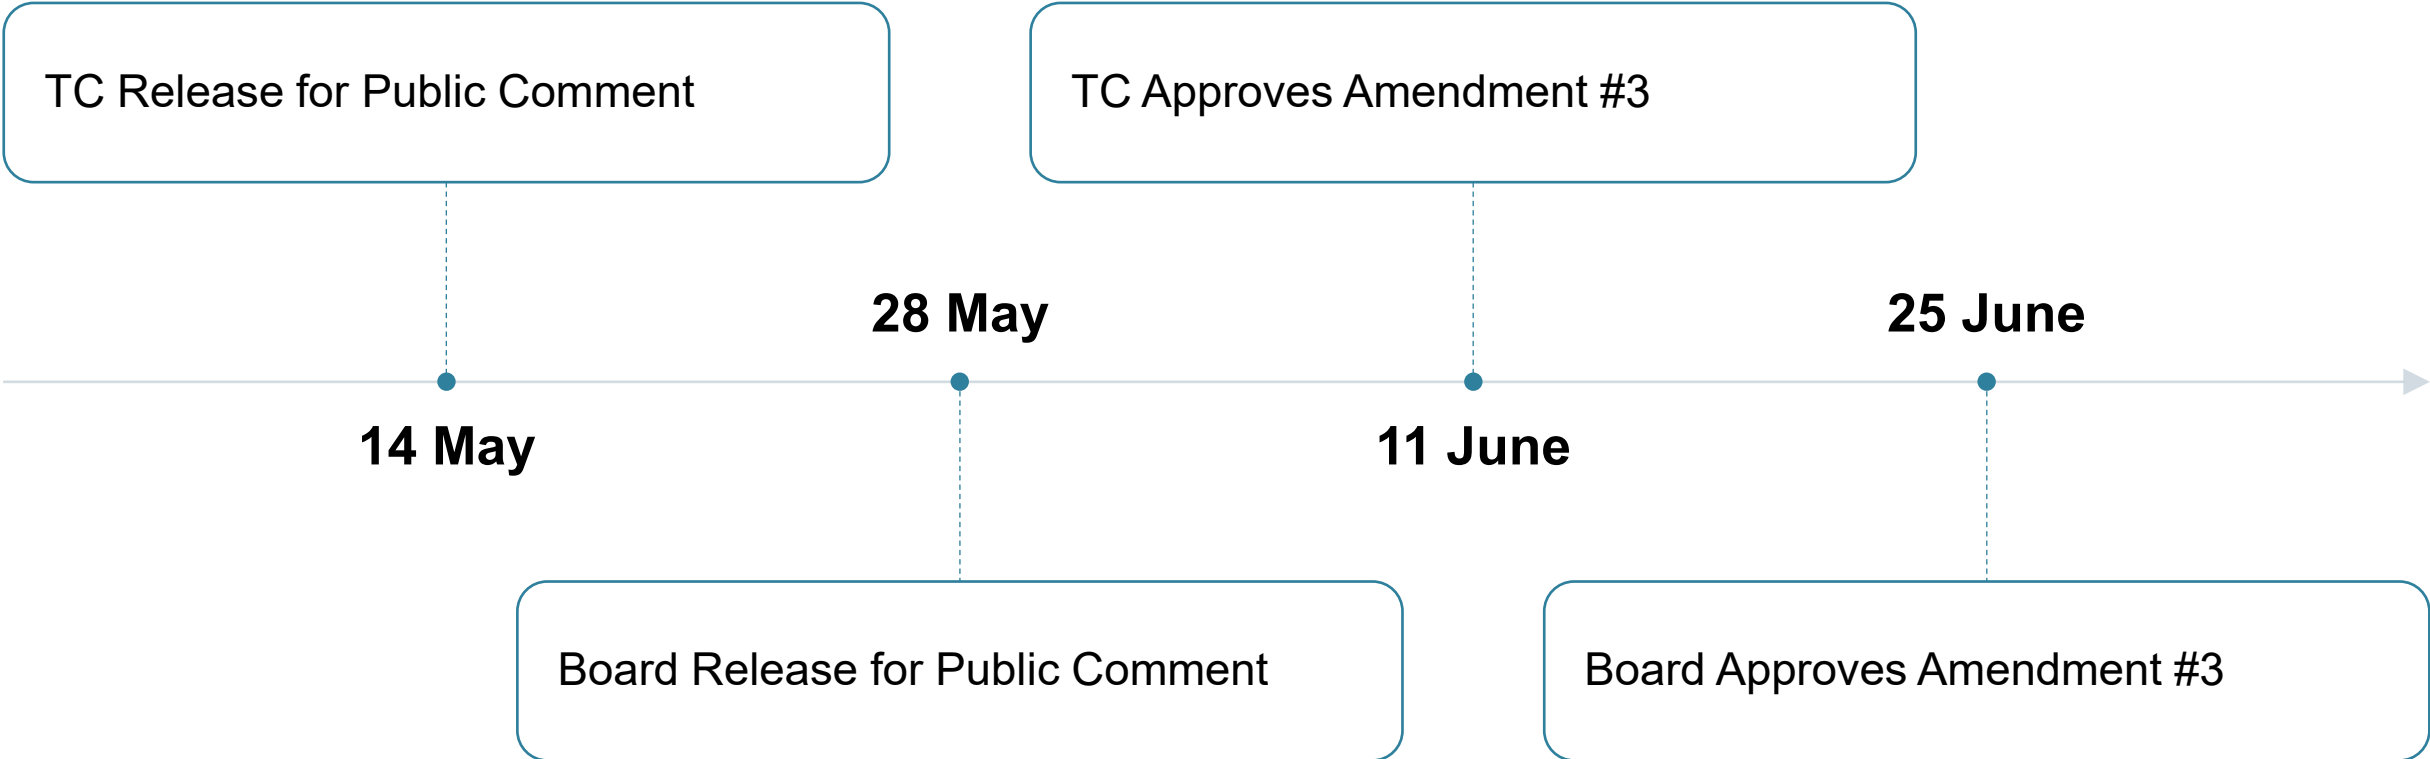 TC Release for Public Comment
TC Approves Amendment #3
28 May
25 June
14 May
11 June
Board Release for Public Comment
Board Approves Amendment #3